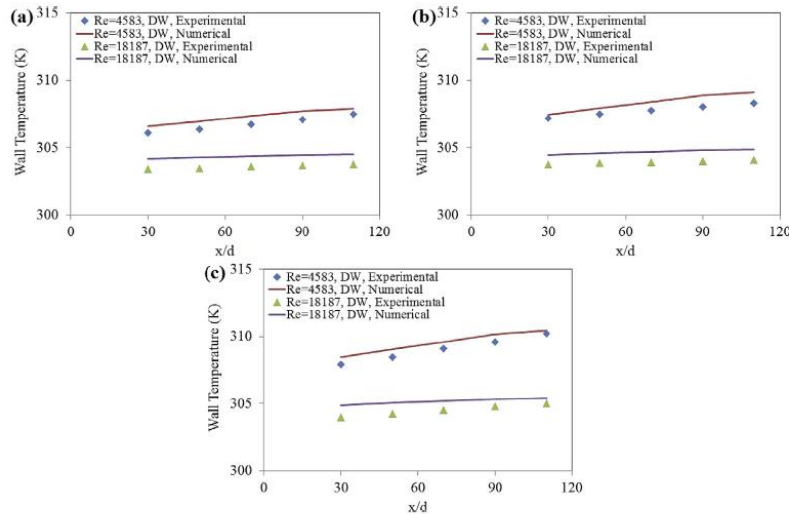 (a)
Re=4583, DW, Experimental
Re=4583, DW, Numerical
Re=18187, DW, Experimental
Re=18187, DW, Numerical
Wall Temperature (K)
315
310
305
300
0
30
60
90
120
x/d
(b)
Re=4583, DW, Experimental
Re=4583, DW, Numerical
Re=18187, DW, Experimental
Re=18187, DW, Numerical
Wall Temperature (K)
315
310
305
300
0
30
60
90
120
x/d
(c)
Re=4583, DW, Experimental
Re=4583, DW, Numerical
Re=18187, DW, Experimental
Re=18187, DW, Numerical
Wall Temperature (K)
315
310
305
300
0
30
60
90
120
x/d